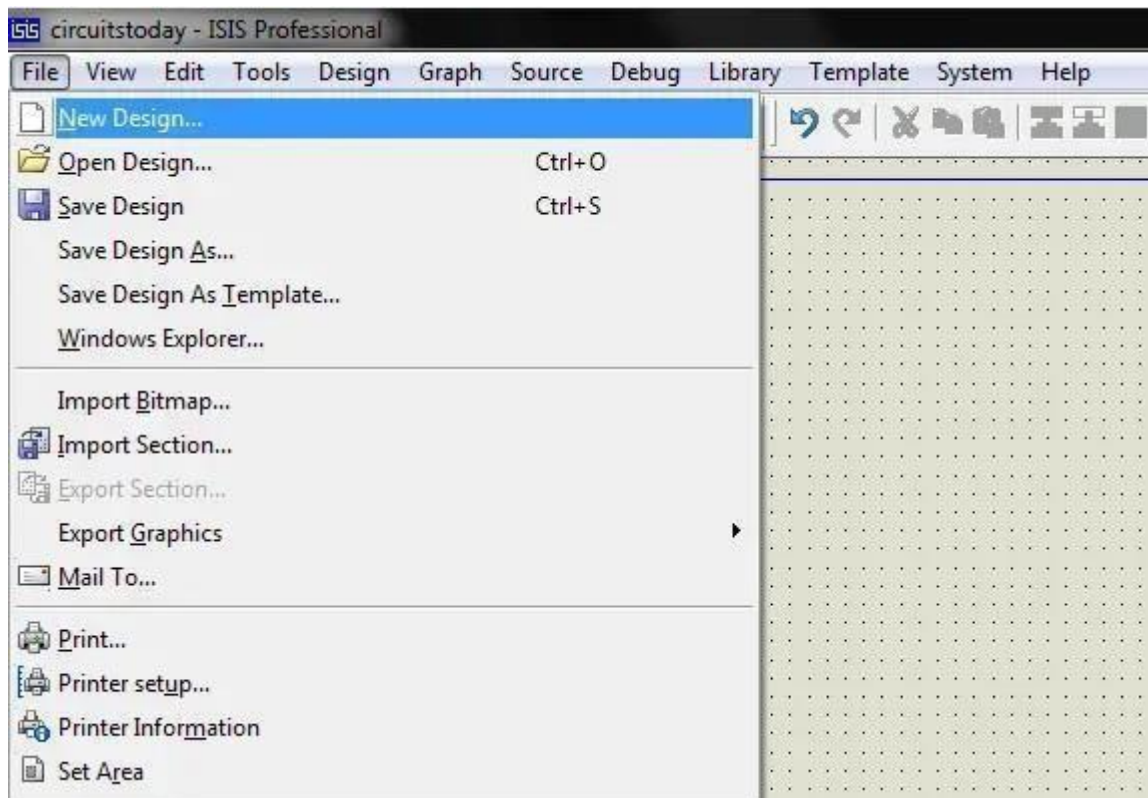 isis circuitstoday - ISIS Professional
File View Edit Tools Design Graph Source Debug Library Template System Help
New Design...
Open Design... Ctrl+O
Save Design Ctrl+S
Save Design As...
Save Design As Template...
Windows Explorer...
Import Bitmap...
Import Section...
Export Section...
Export Graphics
Mail To...
Print...
Printer setup...
Printer Information
Set Area